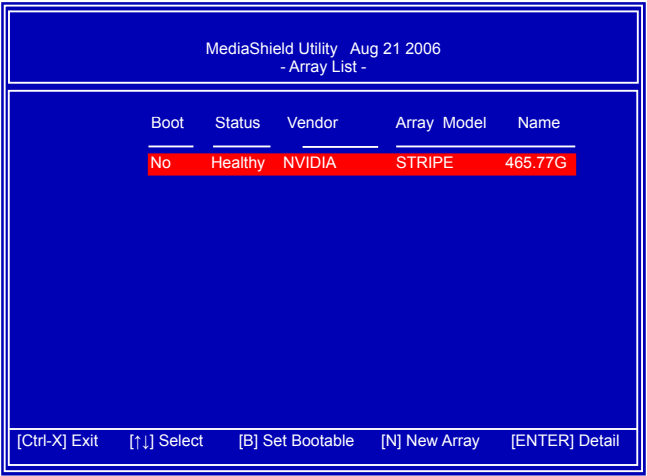 MediaShield Utility Aug 21 2006
- Array List -
Boot Status Vendor Array Model Name
No Healthy NVIDIA STRIPE 465.77G
[Ctrl-X] Exit [↑↓] Select [B] Set Bootable [N] New Array [ENTER] Detail